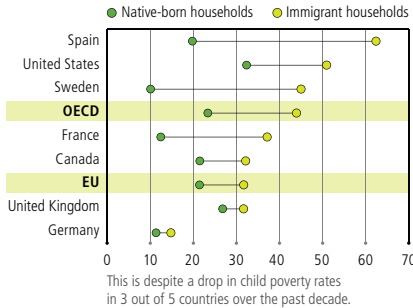 Native-born households Immigrant households
Spain
United States
Sweden
OECD
France
Canada
EU
United Kingdom
Germany
0 10 20 30 40 50 60 70
This is despite a drop in child poverty rates
in 3 out of 5 countries over the past decade.